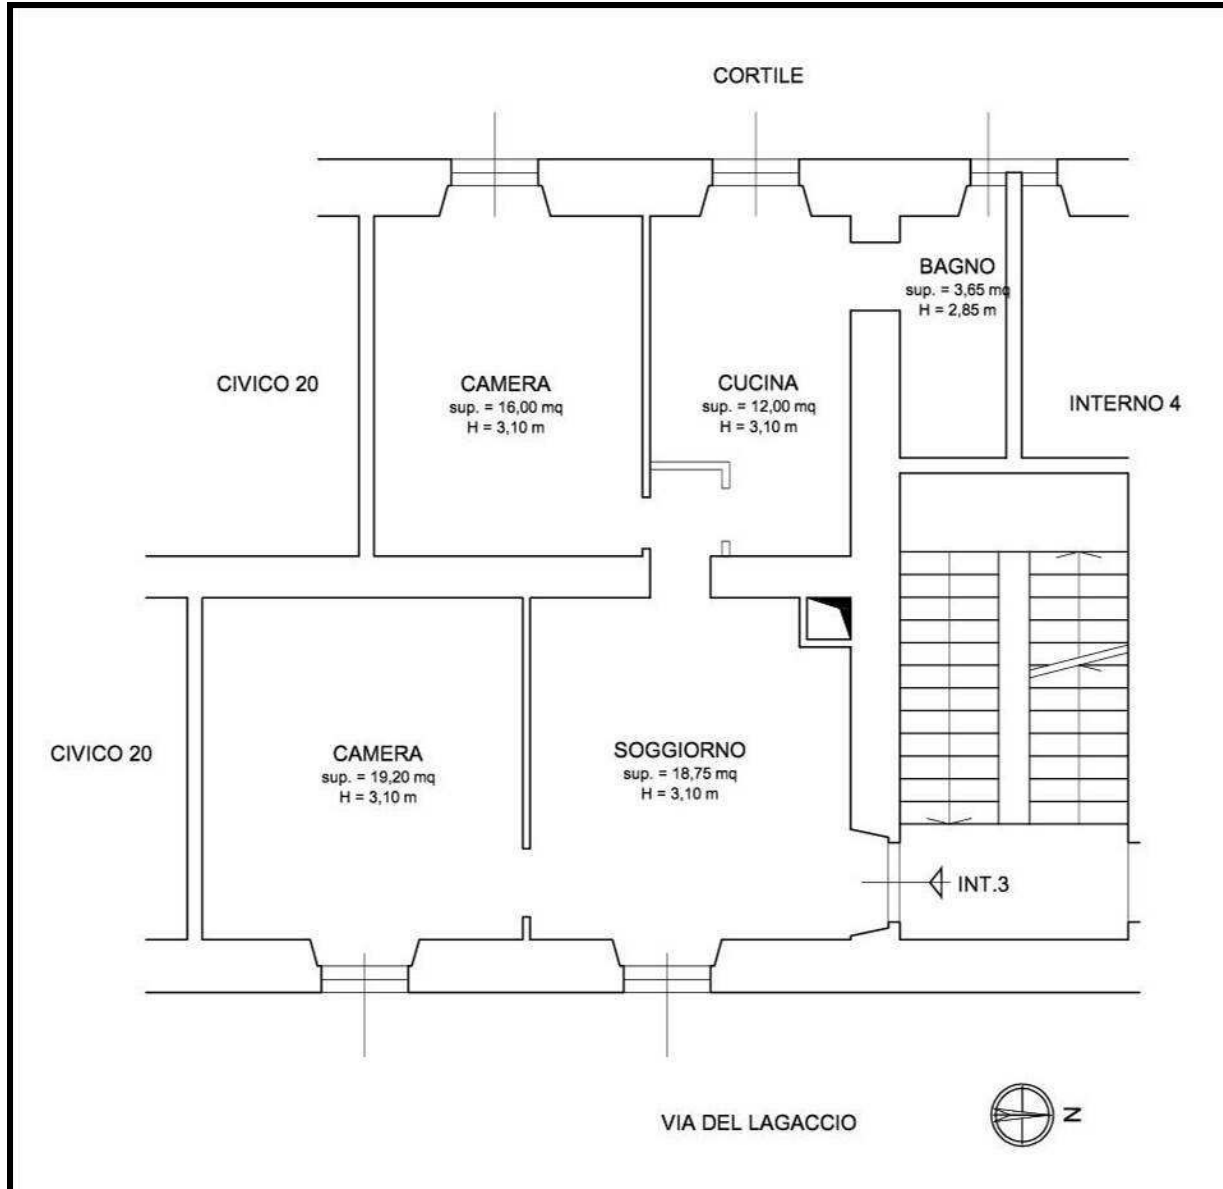 CORTILE
BAGNO
sup. = 3,65 mq
H = 2,85 m
CIVICO 20
CAMERA
sup. = 16,00 mq
H = 3,10 m
CUCINA
sup. = 12,00 mq
H = 3,10 m
INTERNO 4
CIVICO 20
CAMERA
sup. = 19,20 mq
H = 3,10 m
SOGGIORNO
sup. = 18,75 mq
H = 3,10 m
INT.3
VIA DEL LAGACCIO
N